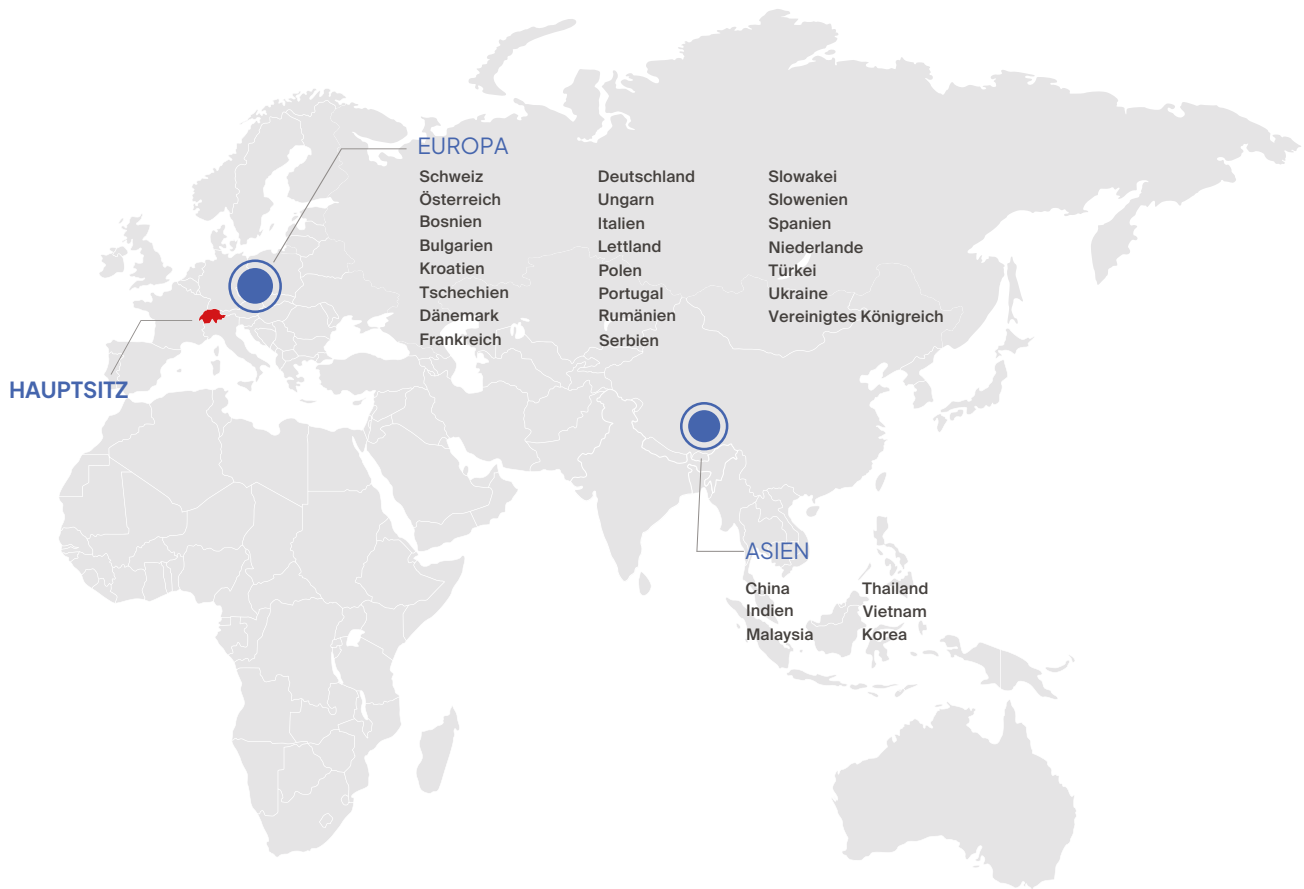 EUROPA
Schweiz
Österreich
Bosnien
Bulgarien
Kroatien
Tschechien
Dänemark
Frankreich
Deutschland
Ungarn
Italien
Lettland
Polen
Portugal
Rumänien
Serbien
Slowakei
Slowenien
Spanien
Niederlande
Türkei
Ukraine
Vereinigtes Königreich
HAUPTSITZ
ASIEN
China
Indien
Malaysia
Thailand
Vietnam
Korea